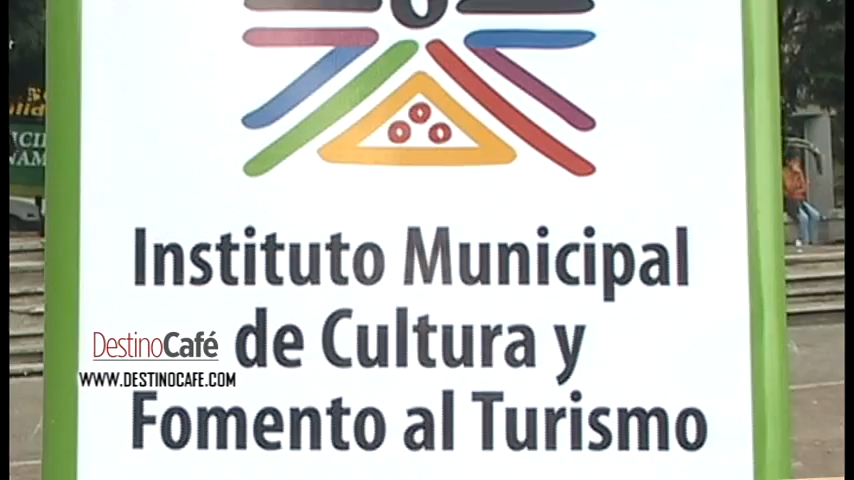 Instituto Municipal
de Cultura y
Fomento al Turismo
DestinoCafé
WWW.DESTINOCAFE.COM